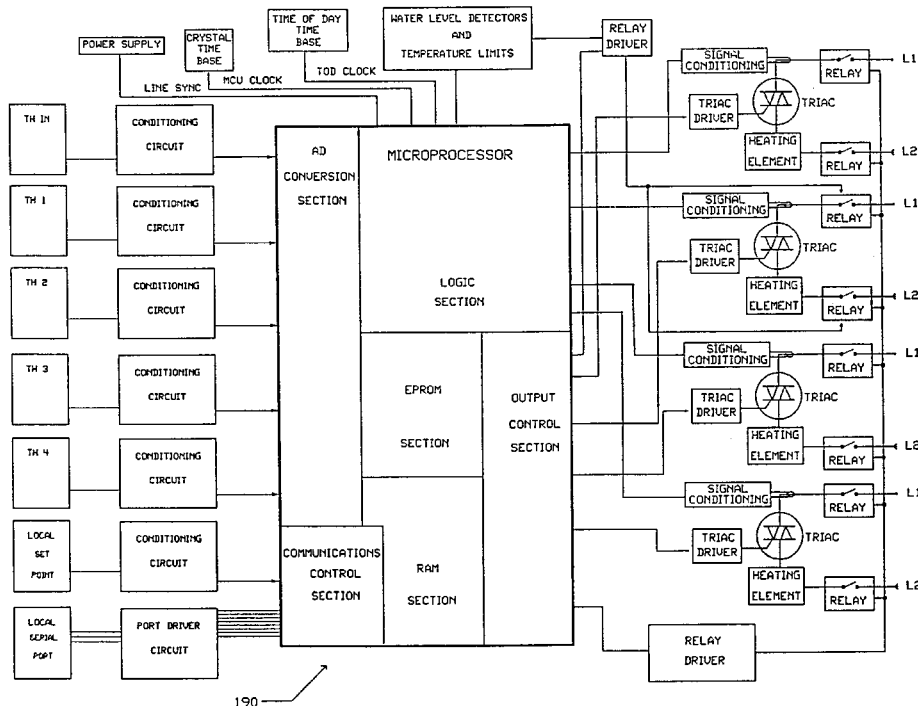 POWER SUPPLY
CRYSTAL
TIME
BASE
TIME OF DAY
TIME
BASE
WATER LEVEL DETECTORS
AND
TEMPERATURE LIMITS
RELAY
DRIVER
LINE SYNC
MCU CLOCK
TOD CLOCK
TH IN
CONDITIONING
CIRCUIT
TH 1
CONDITIONING
CIRCUIT
TH 2
CONDITIONING
CIRCUIT
TH 3
CONDITIONING
CIRCUIT
TH 4
CONDITIONING
CIRCUIT
LOCAL
SET
POINT
CONDITIONING
CIRCUIT
LOCAL
SERIAL
PORT
PORT DRIVER
CIRCUIT
AD
CONVERSION
SECTION
MICROPROCESSOR
LOGIC
SECTION
EPROM
SECTION
OUTPUT
CONTROL
SECTION
COMMUNICATIONS
CONTROL
SECTION
RAM
SECTION
190
SIGNAL
CONDITIONING
RELAY
L1
TRIAC
DRIVER
TRIAC
HEATING
ELEMENT
RELAY
L2
SIGNAL
CONDITIONING
RELAY
L1
TRIAC
DRIVER
TRIAC
HEATING
ELEMENT
RELAY
L2
SIGNAL
CONDITIONING
RELAY
L1
TRIAC
DRIVER
TRIAC
HEATING
ELEMENT
RELAY
L2
SIGNAL
CONDITIONING
RELAY
L1
TRIAC
DRIVER
TRIAC
HEATING
ELEMENT
RELAY
L2
RELAY
DRIVER